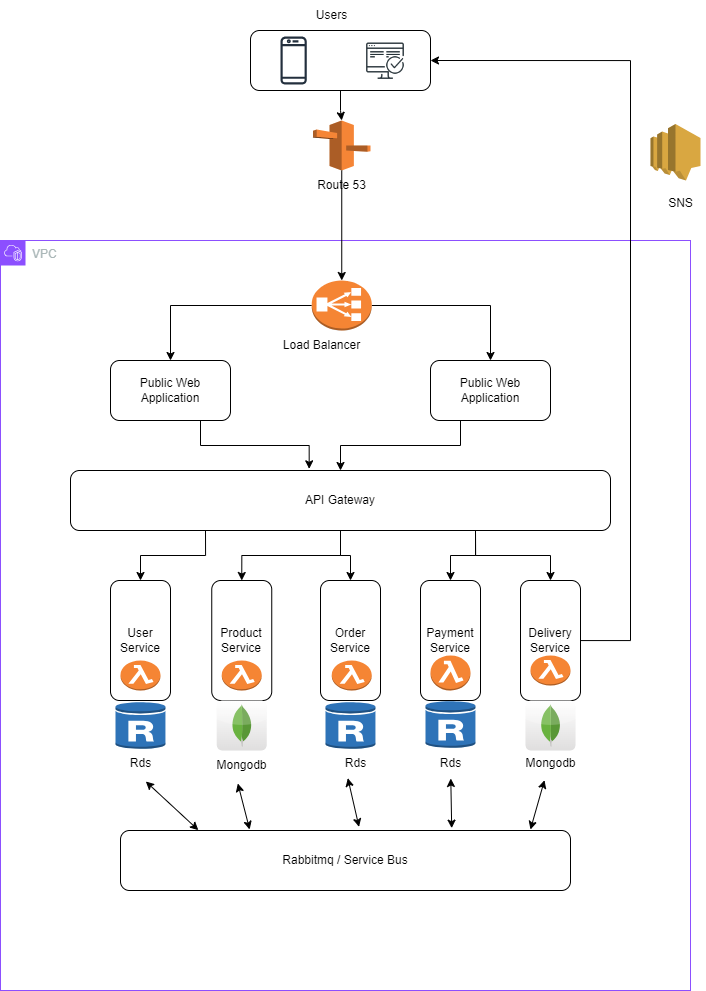 Users
Route 53
SNS
VPC
Load Balancer
Public Web
Application
Public Web
Application
API Gateway
User
Service
Product
Service
Order
Service
Payment
Service
Delivery
Service
R
R
R
Rds
Mongodb
Rds
Rds
Mongodb
Rabbitmq / Service Bus